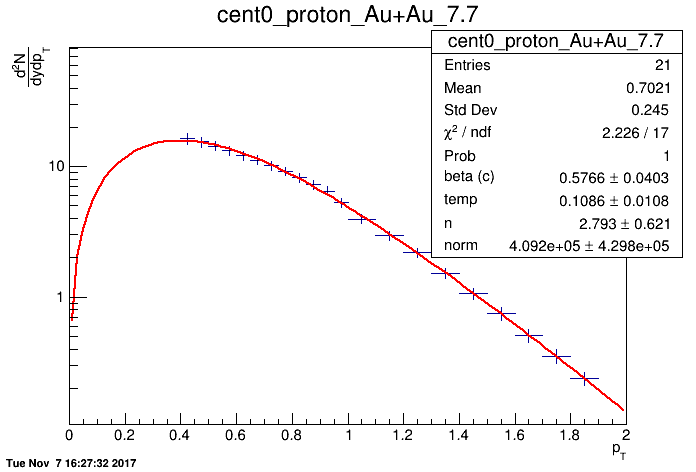 cent0_proton_Au+Au_7.7
d²N
dydp_T
cent0_proton_Au+Au_7.7
Entries 21
Mean 0.7021
Std Dev 0.245
χ² / ndf 2.226 / 17
Prob 1
beta (c) 0.5766 ± 0.0403
temp 0.1086 ± 0.0108
n 2.793 ± 0.621
norm 4.092e+05 ± 4.298e+05
10
1
0 0.2 0.4 0.6 0.8 1 1.2 1.4 1.6 1.8 2
p_T
Tue Nov 7 16:27:32 2017